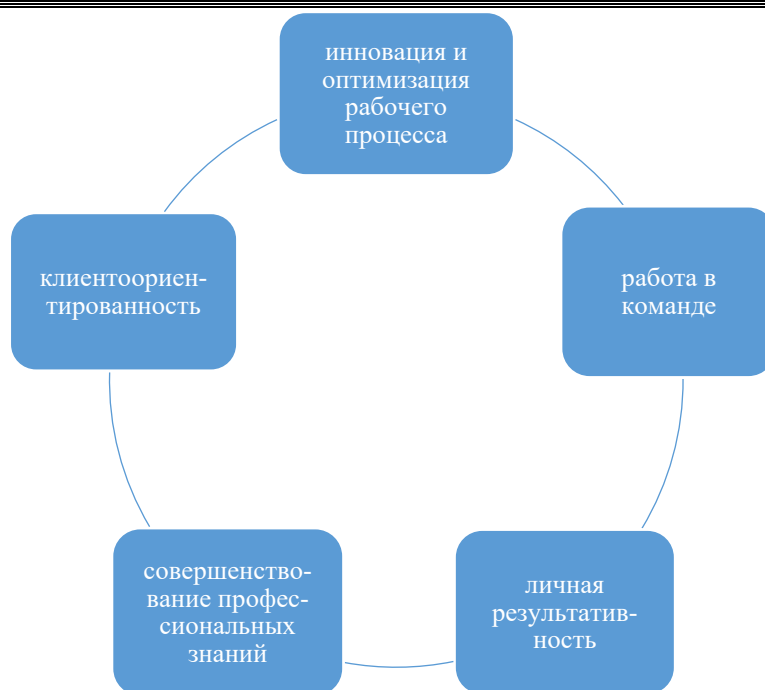 инновация и
оптимизация
рабочего
процесса
работа в
команде
личная
результатив-
ность
совершенство-
вание профес-
сиональных
знаний
клиентоориен-
тированность